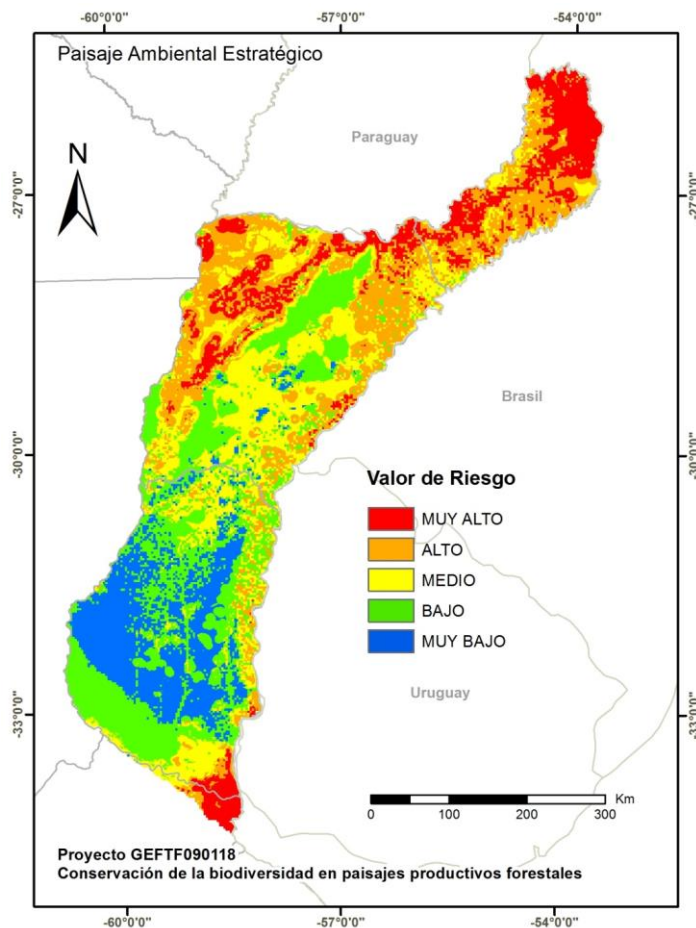 -60°0'0"
-57°0'0"
-54°0'0"
Paisaje Ambiental Estratégico
N
Paraguay
-27°0'0"
-27°0'0"
Brasil
-30°0'0"
-30°0'0"
Valor de Riesgo
MUY ALTO
ALTO
MEDIO
BAJO
MUY BAJO
Uruguay
-33°0'0"
-33°0'0"
Km
0 50 100 200 300
Proyecto GEFTF090118
Conservación de la biodiversidad en paisajes productivos forestales
-60°0'0"
-57°0'0"
-54°0'0"